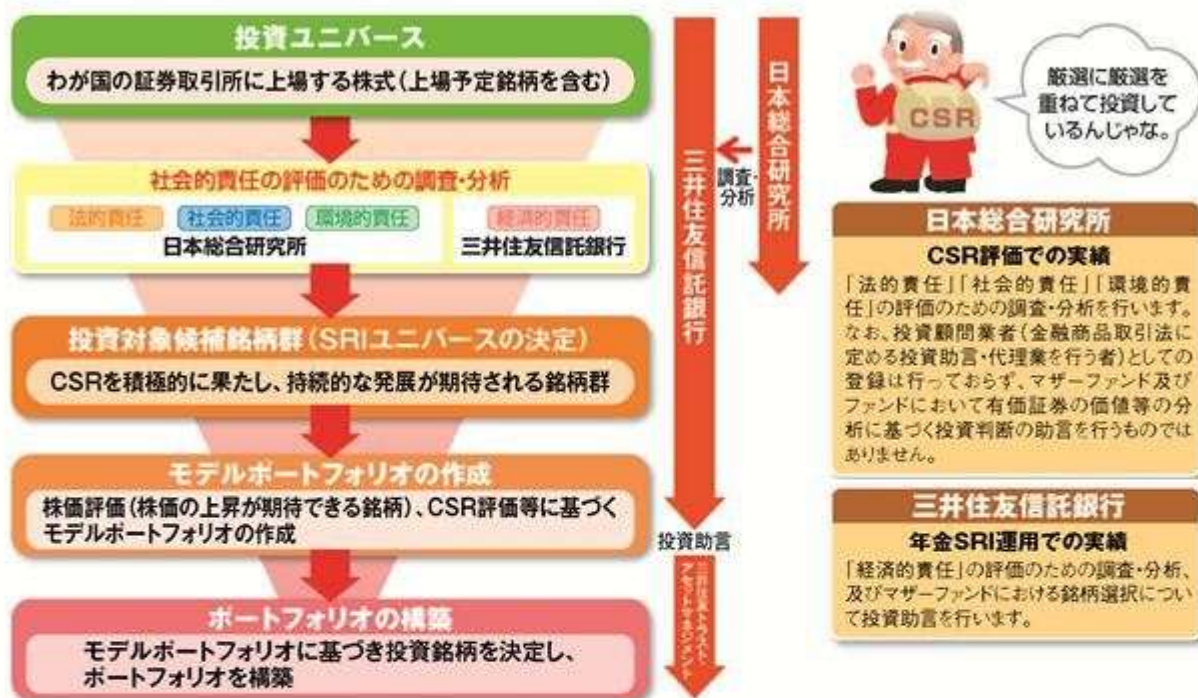 投資ユニバース
わが国の証券取引所に上場する株式(上場予定銘柄を含む)
社会的責任の評価のための調査・分析
法的責任 社会的責任 環境的責任
日本総合研究所
経済的責任
三井住友信託銀行
投資対象候補銘柄群(SRIユニバースの決定)
CSRを積極的に果たし、持続的な発展が期待される銘柄群
モデルポートフォリオの作成
株価評価(株価の上昇が期待できる銘柄)、CSR評価等に基づく
モデルポートフォリオの作成
ポートフォリオの構築
モデルポートフォリオに基づき投資銘柄を決定し、
ポートフォリオを構築
三井住友信託銀行
調査・
分析
日本総合研究所
投資助言
三井住友トラスト・
アセットマネジメント
CSR
厳選に厳選を
重ねて投資して
いるんじゃな。
日本総合研究所
CSR評価での実績
「法的責任」「社会的責任」「環境的責
任」の評価のための調査・分析を行います。
なお、投資顧問業者(金融商品取引法に
定める投資助言・代理業を行う者)としての
登録は行っておらず、マザーファンド及び
ファンドにおいて有価証券の価値等の分
析に基づく投資判断の助言を行うものでは
ありません。
三井住友信託銀行
年金SRI運用での実績
「経済的責任」の評価のための調査・分析、
及びマザーファンドにおける銘柄選択につい
て投資助言を行います。